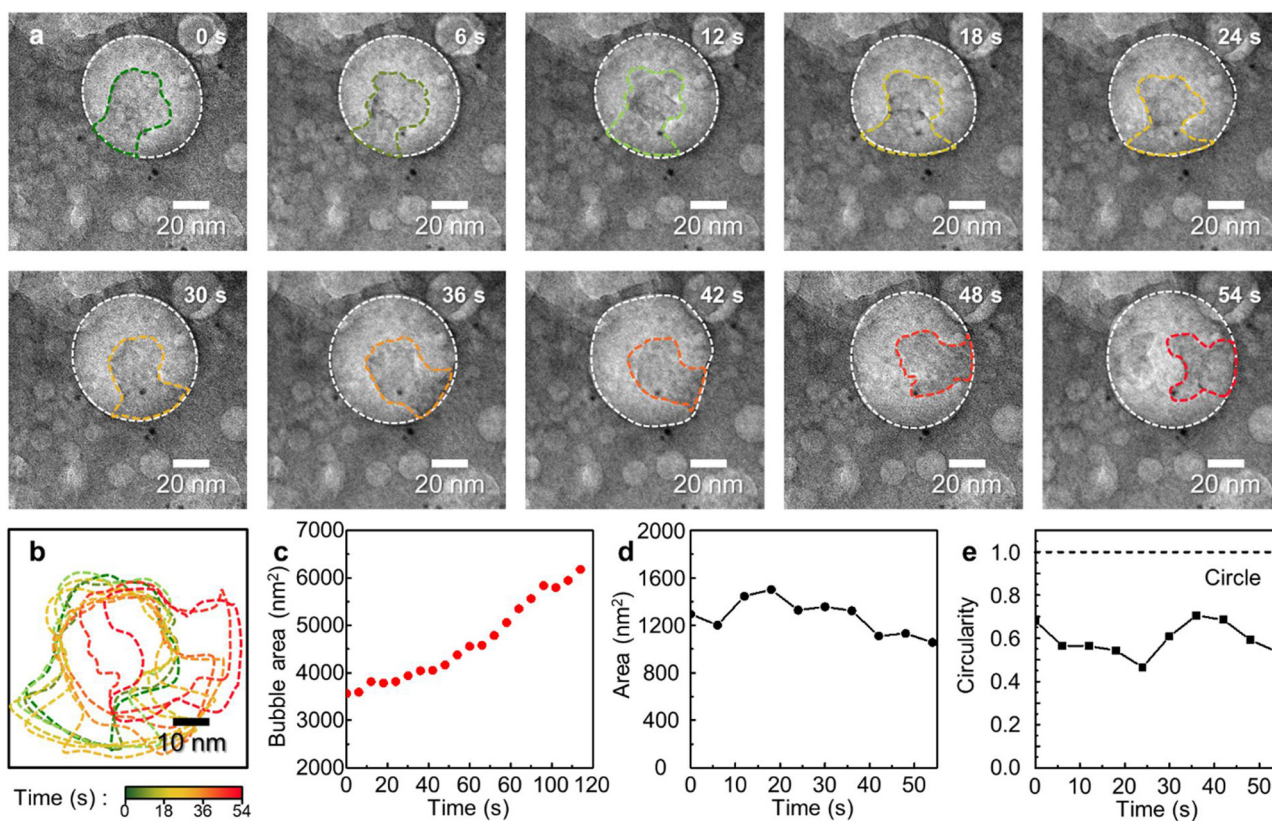 a
0 s
6 s
12 s
18 s
24 s
20 nm
20 nm
20 nm
20 nm
20 nm
30 s
36 s
42 s
48 s
54 s
20 nm
20 nm
20 nm
20 nm
20 nm
b
10 nm
Time (s) :
0 18 36 54
c
Bubble area (nm²)
7000
6000
5000
4000
3000
2000
0 20 40 60 80 100 120
Time (s)
d
Area (nm²)
2000
1600
1200
800
400
0
0 10 20 30 40 50
Time (s)
e
Circularity
1.0
0.8
0.6
0.4
0.2
0.0
Circle
0 10 20 30 40 50
Time (s)